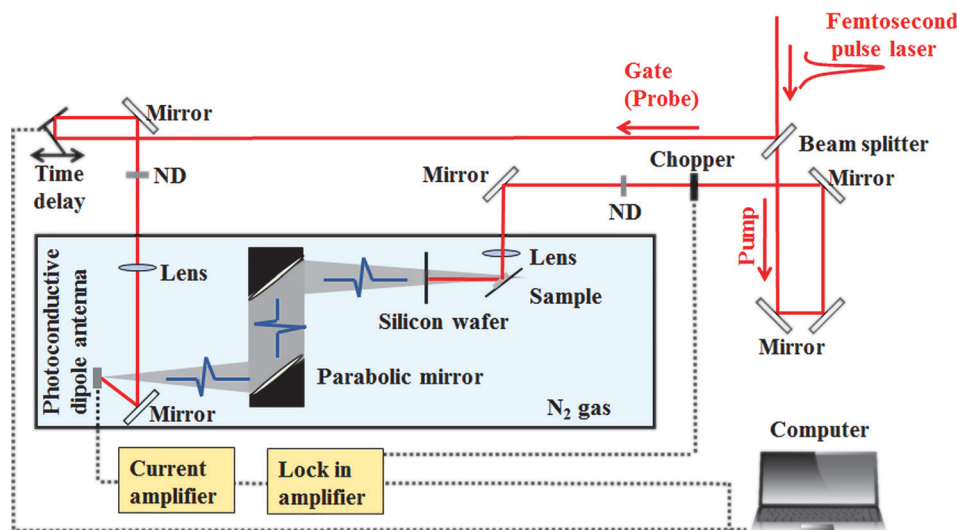 Femtosecond
pulse laser
Gate
(Probe)
Mirror
Beam splitter
Chopper
Time
delay
ND
Mirror
Mirror
ND
Pump
Photoconductive
dipole antenna
Lens
Lens
Sample
Silicon wafer
Mirror
Parabolic mirror
Mirror
N₂ gas
Computer
Current
amplifier
Lock in
amplifier